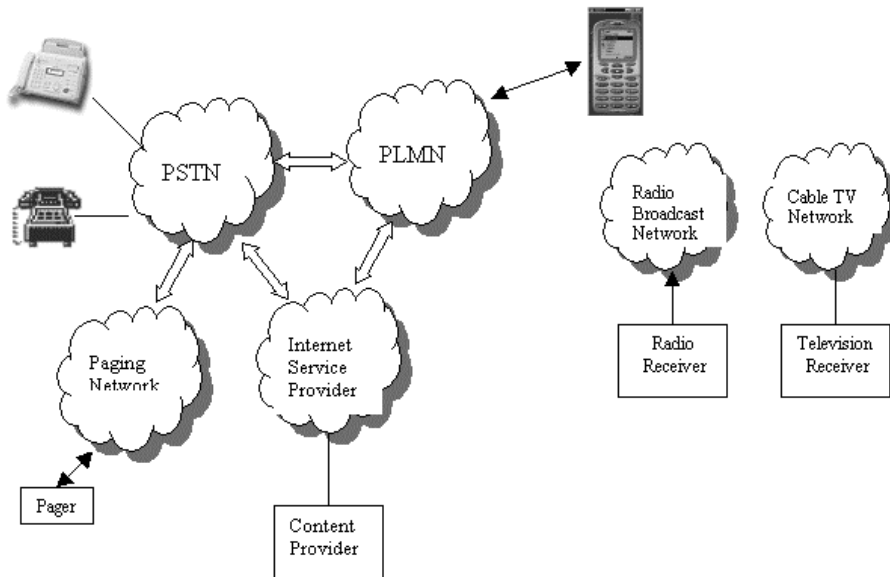 PSTN
PLMN
Radio
Broadcast
Network
Cable TV
Network
Paging
Network
Internet
Service
Provider
Radio
Receiver
Television
Receiver
Pager
Content
Provider